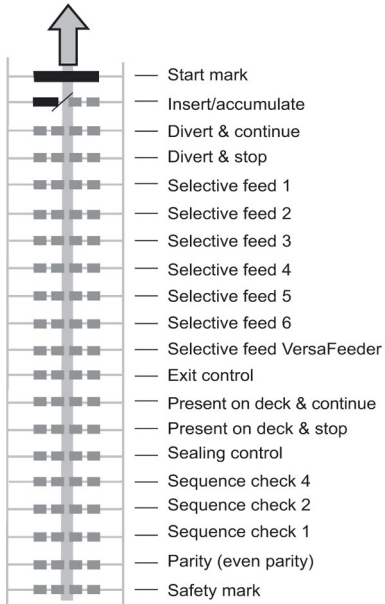 Start mark
Insert/accumulate
Divert & continue
Divert & stop
Selective feed 1
Selective feed 2
Selective feed 3
Selective feed 4
Selective feed 5
Selective feed 6
Selective feed VersaFeeder
Exit control
Present on deck & continue
Present on deck & stop
Sealing control
Sequence check 4
Sequence check 2
Sequence check 1
Parity (even parity)
Safety mark